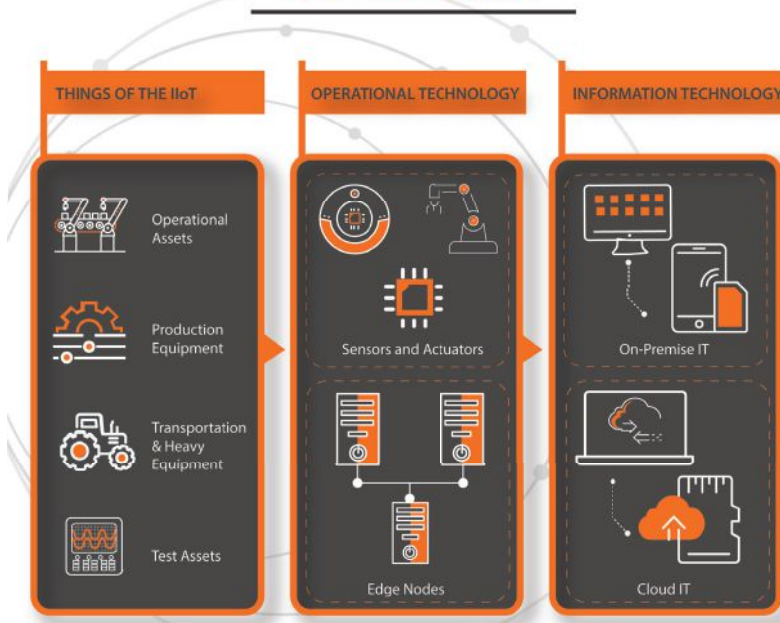 THINGS OF THE IIoT
OPERATIONAL TECHNOLOGY
INFORMATION TECHNOLOGY
Operational
Assets
Production
Equipment
Transportation
& Heavy
Equipment
Test Assets
Sensors and Actuators
Edge Nodes
On-Premise IT
Cloud IT